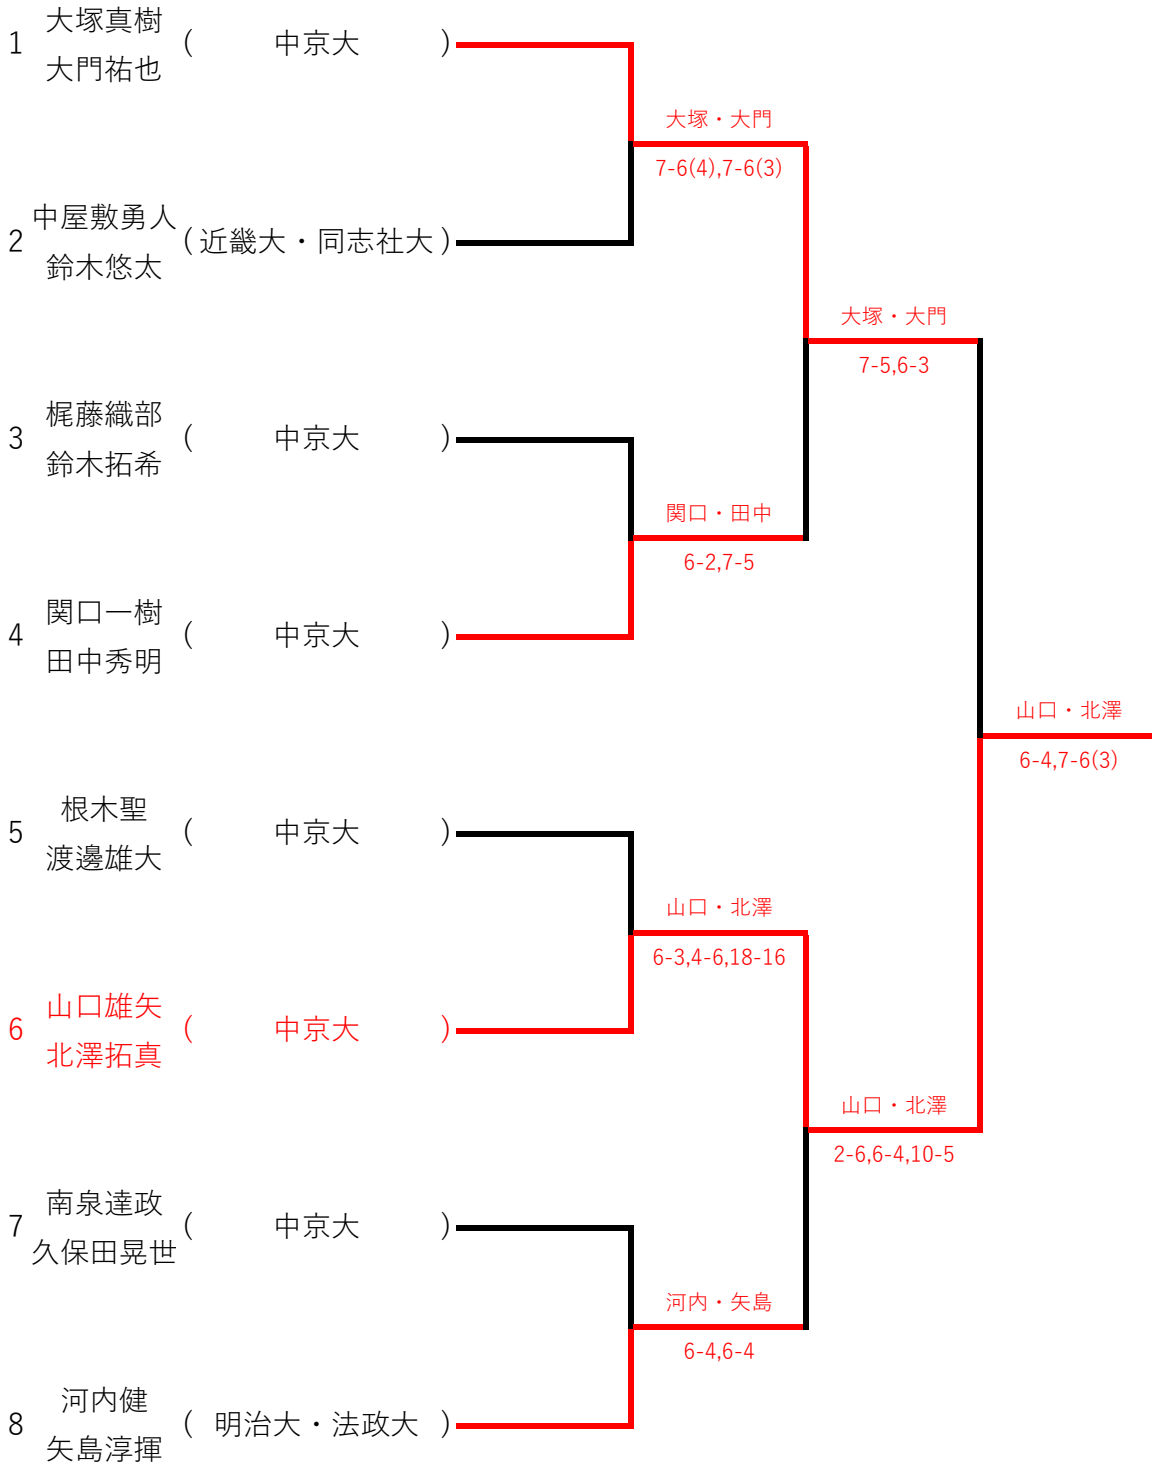 大塚真樹
1 ( 中京大 )
大門祐也
大塚・大門
7-6(4),7-6(3)
中屋敷勇人
2 (近畿大・同志社大)
鈴木悠太
大塚・大門
7-5,6-3
梶藤織部
3 ( 中京大 )
鈴木拓希
関口・田中
6-2,7-5
関口一樹
4 ( 中京大 )
田中秀明
山口・北澤
6-4,7-6(3)
根木聖
5 ( 中京大 )
渡邊雄大
山口・北澤
6-3,4-6,18-16
山口雄矢
6 ( 中京大 )
北澤拓真
山口・北澤
2-6,6-4,10-5
南泉達政
7 ( 中京大 )
久保田晃世
河内・矢島
6-4,6-4
河内健
8 ( 明治大・法政大 )
矢島淳揮